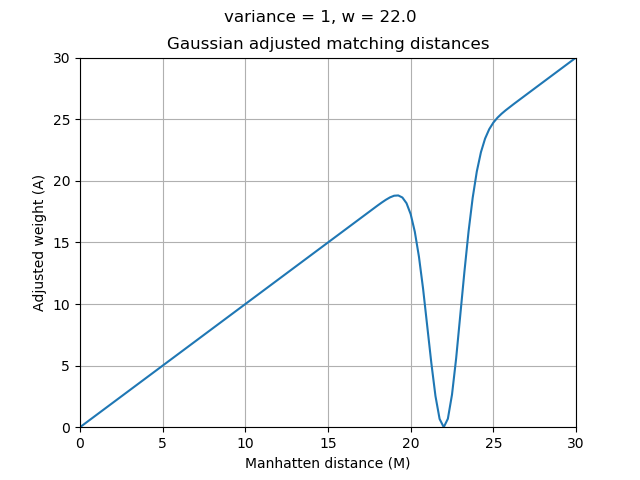 variance = 1, w = 22.0
Gaussian adjusted matching distances
30
25
20
15
10
5
0
Adjusted weight (A)
0 5 10 15 20 25 30
Manhatten distance (M)